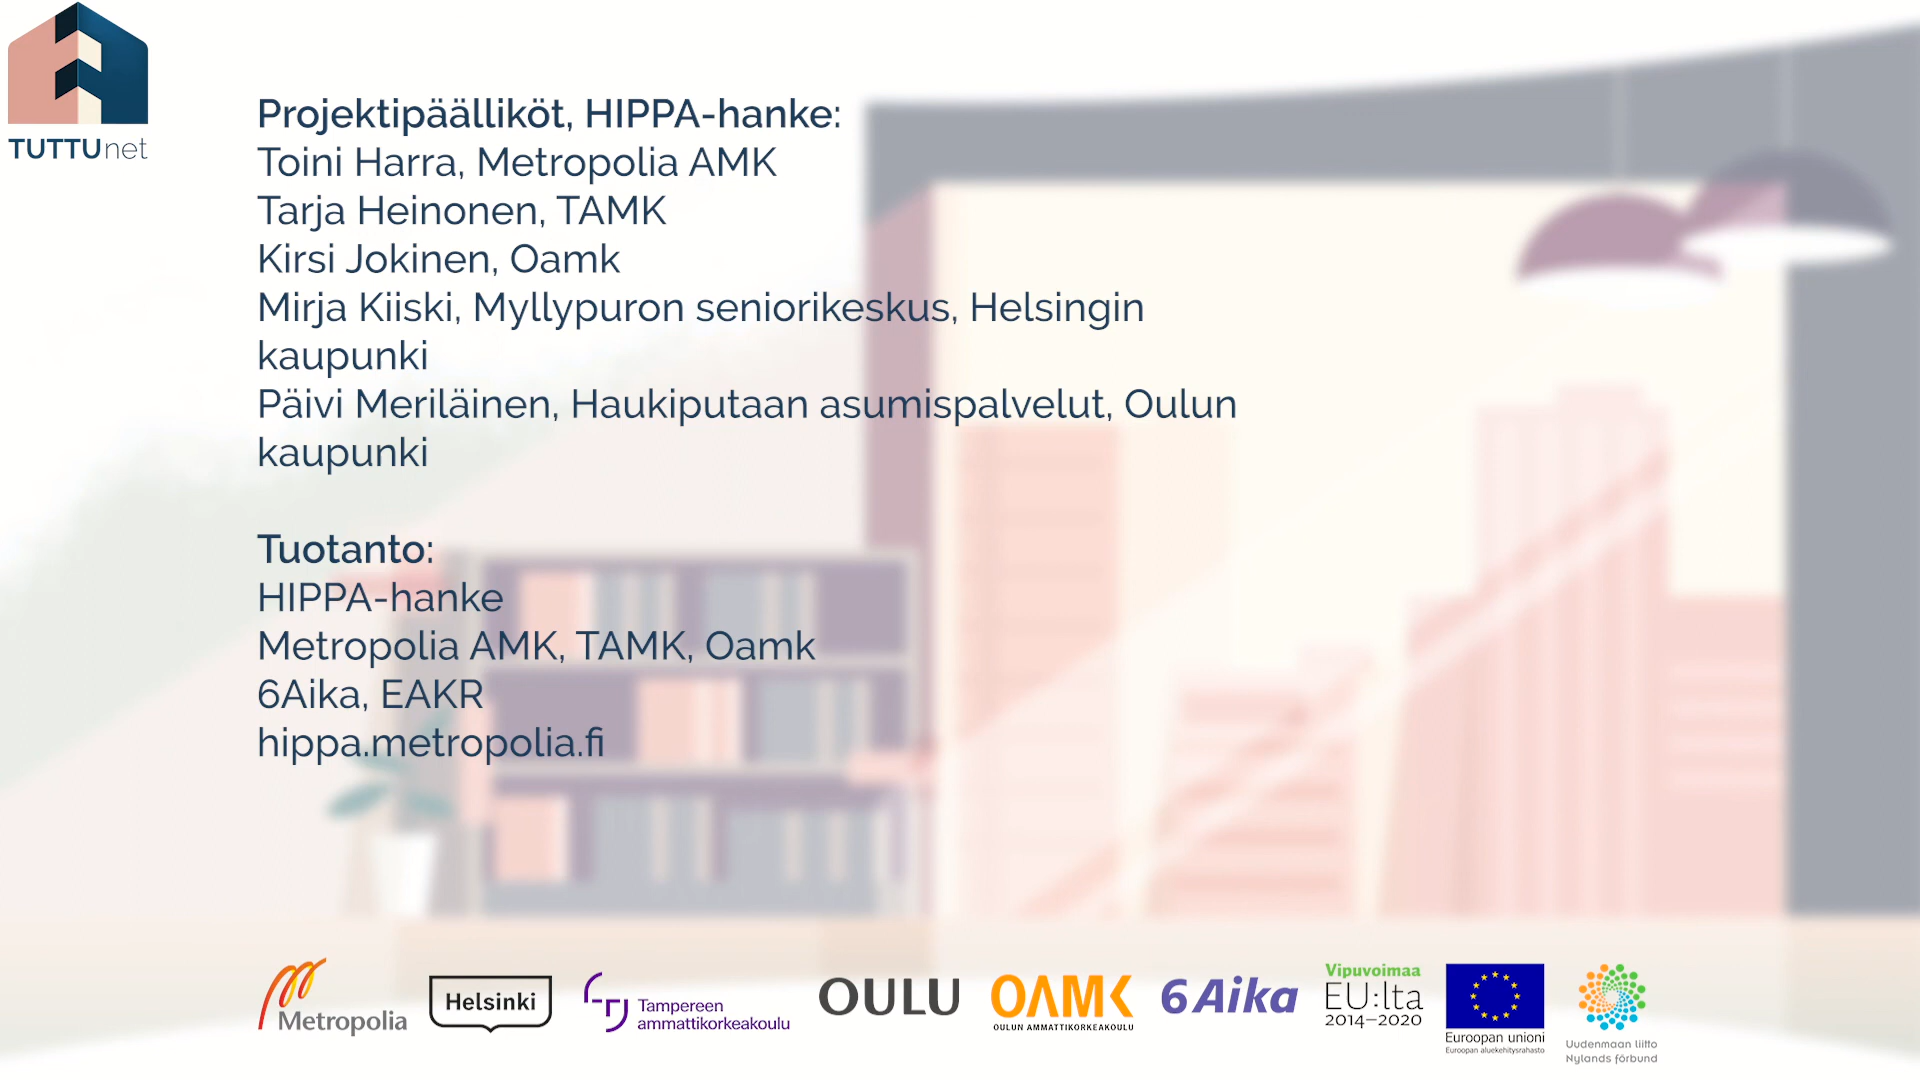 TUTTUnet
Projektipäälliköt, HIPPA-hanke:
Toini Harra, Metropolia AMK
Tarja Heinonen, TAMK
Kirsi Jokinen, Oamk
Mirja Kiiski, Myllypuron seniorikeskus, Helsingin
kaupunki
Päivi Meriläinen, Haukiputaan asumispalvelut, Oulun
kaupunki
Tuotanto:
HIPPA-hanke
Metropolia AMK, TAMK, Oamk
6Aika, EAKR
hippa.metropolia.fi
Metropolia
Helsinki
Tampereen
ammattikorkeakoulu
OULU
OAMK
OULUN AMMATTIKORKEAKOULU
6Aika
Vipuvoimaa
EU:lta
2014–2020
Euroopan unioni
Euroopan aluekehitysrahasto
Uudenmaan liitto
Nylands förbund